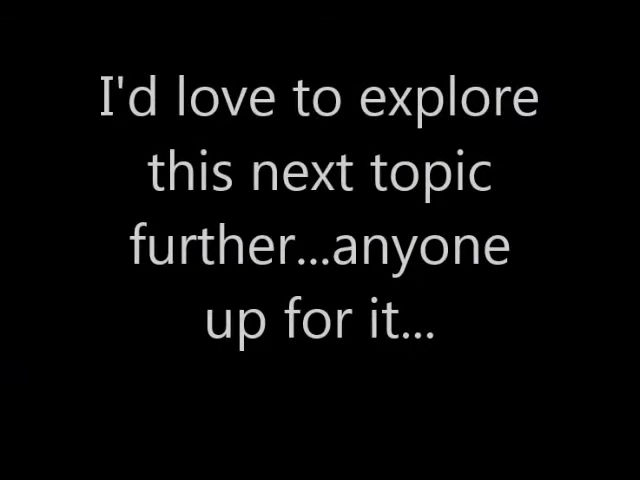 I'd love to explore
this next topic
further...anyone
up for it...